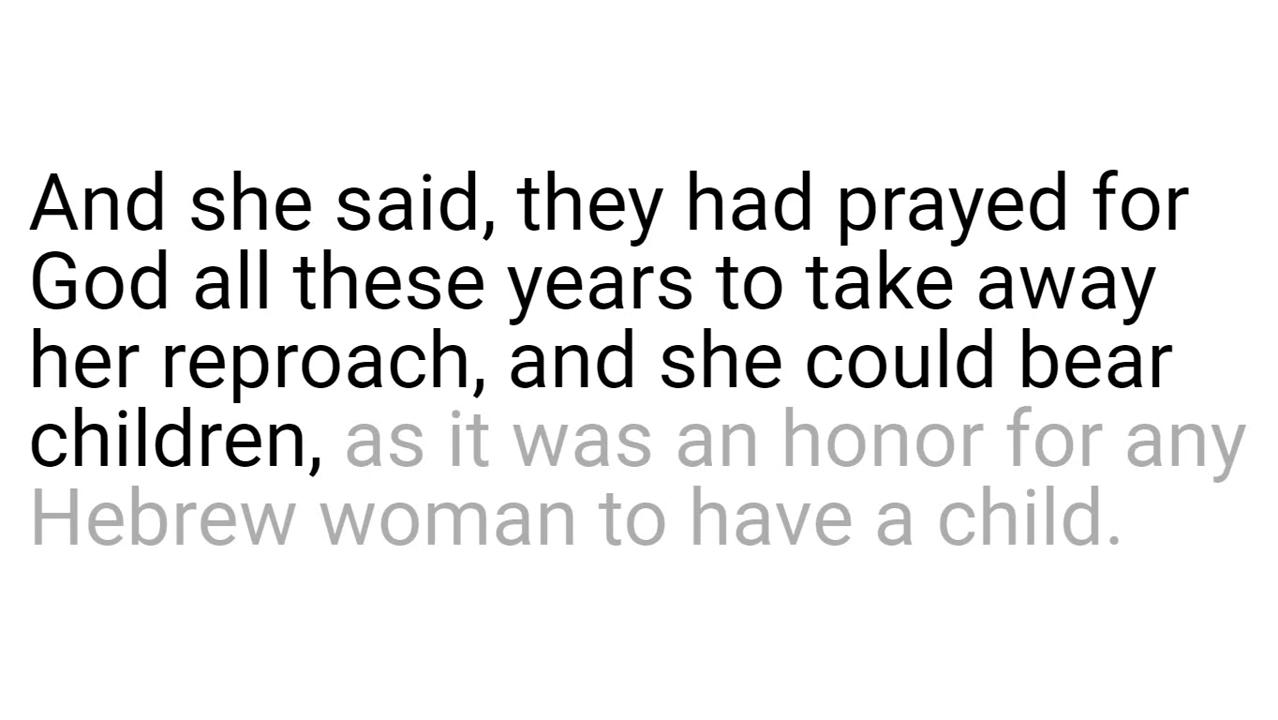 And she said, they had prayed for
God all these years to take away
her reproach, and she could bear
children, as it was an honor for any
Hebrew woman to have a child.